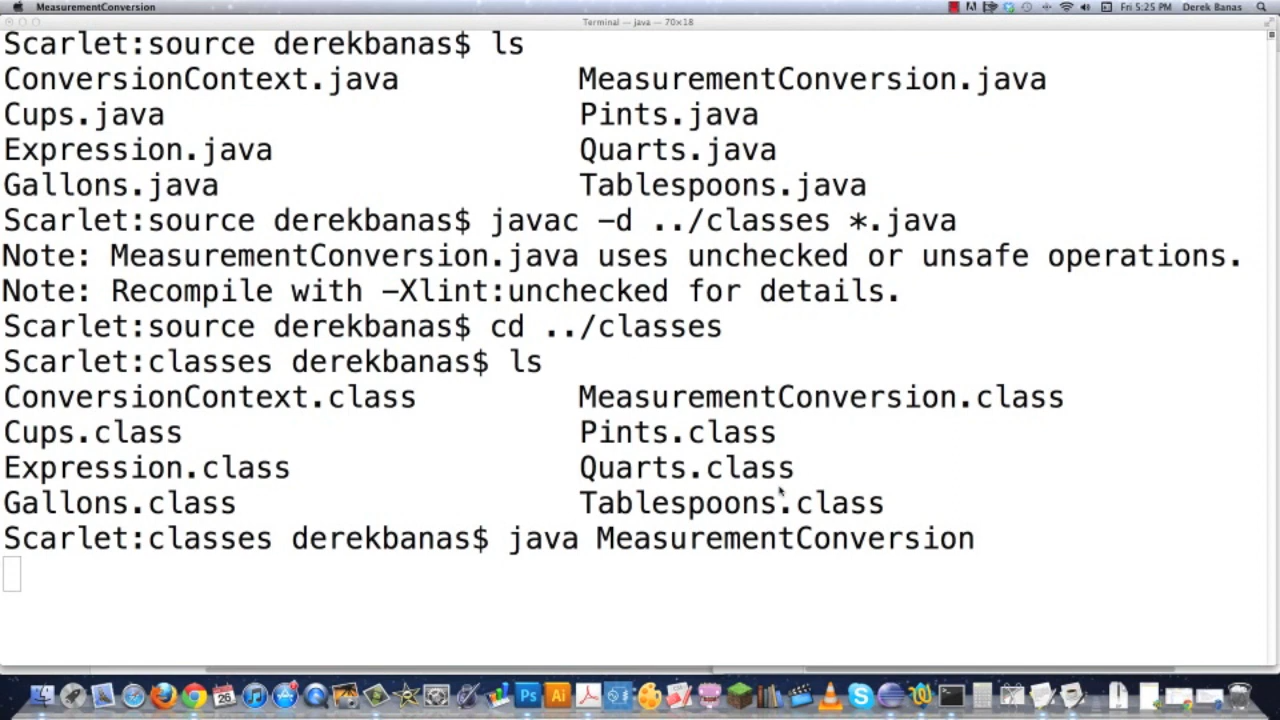 MeasurementConversion Fri 5:25 PM Derek Banas
Terminal — java — 70×18
Scarlet:source derekbanas$ ls
ConversionContext.java MeasurementConversion.java
Cups.java Pints.java
Expression.java Quarts.java
Gallons.java Tablespoons.java
Scarlet:source derekbanas$ javac -d ../classes *.java
Note: MeasurementConversion.java uses unchecked or unsafe operations.
Note: Recompile with -Xlint:unchecked for details.
Scarlet:source derekbanas$ cd ../classes
Scarlet:classes derekbanas$ ls
ConversionContext.class MeasurementConversion.class
Cups.class Pints.class
Expression.class Quarts.class
Gallons.class Tablespoons.class
Scarlet:classes derekbanas$ java MeasurementConversion
26 Ps Ai